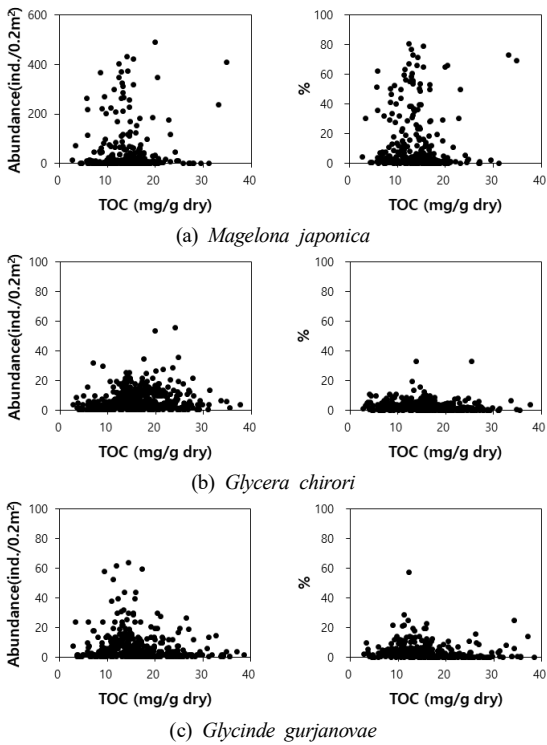 600
400
200
0
Abundance(ind./0.2m²)
0 10 20 30 40
TOC (mg/g dry)
100
80
60
40
20
0
%
0 10 20 30 40
TOC (mg/g dry)
(a) Magelona japonica
100
80
60
40
20
0
Abundance(ind./0.2m²)
0 10 20 30 40
TOC (mg/g dry)
100
80
60
40
20
0
%
0 10 20 30 40
TOC (mg/g dry)
(b) Glycera chirori
100
80
60
40
20
0
Abundance(ind./0.2m²)
0 10 20 30 40
TOC (mg/g dry)
100
80
60
40
20
0
%
0 10 20 30 40
TOC (mg/g dry)
(c) Glycinde gurjanovae